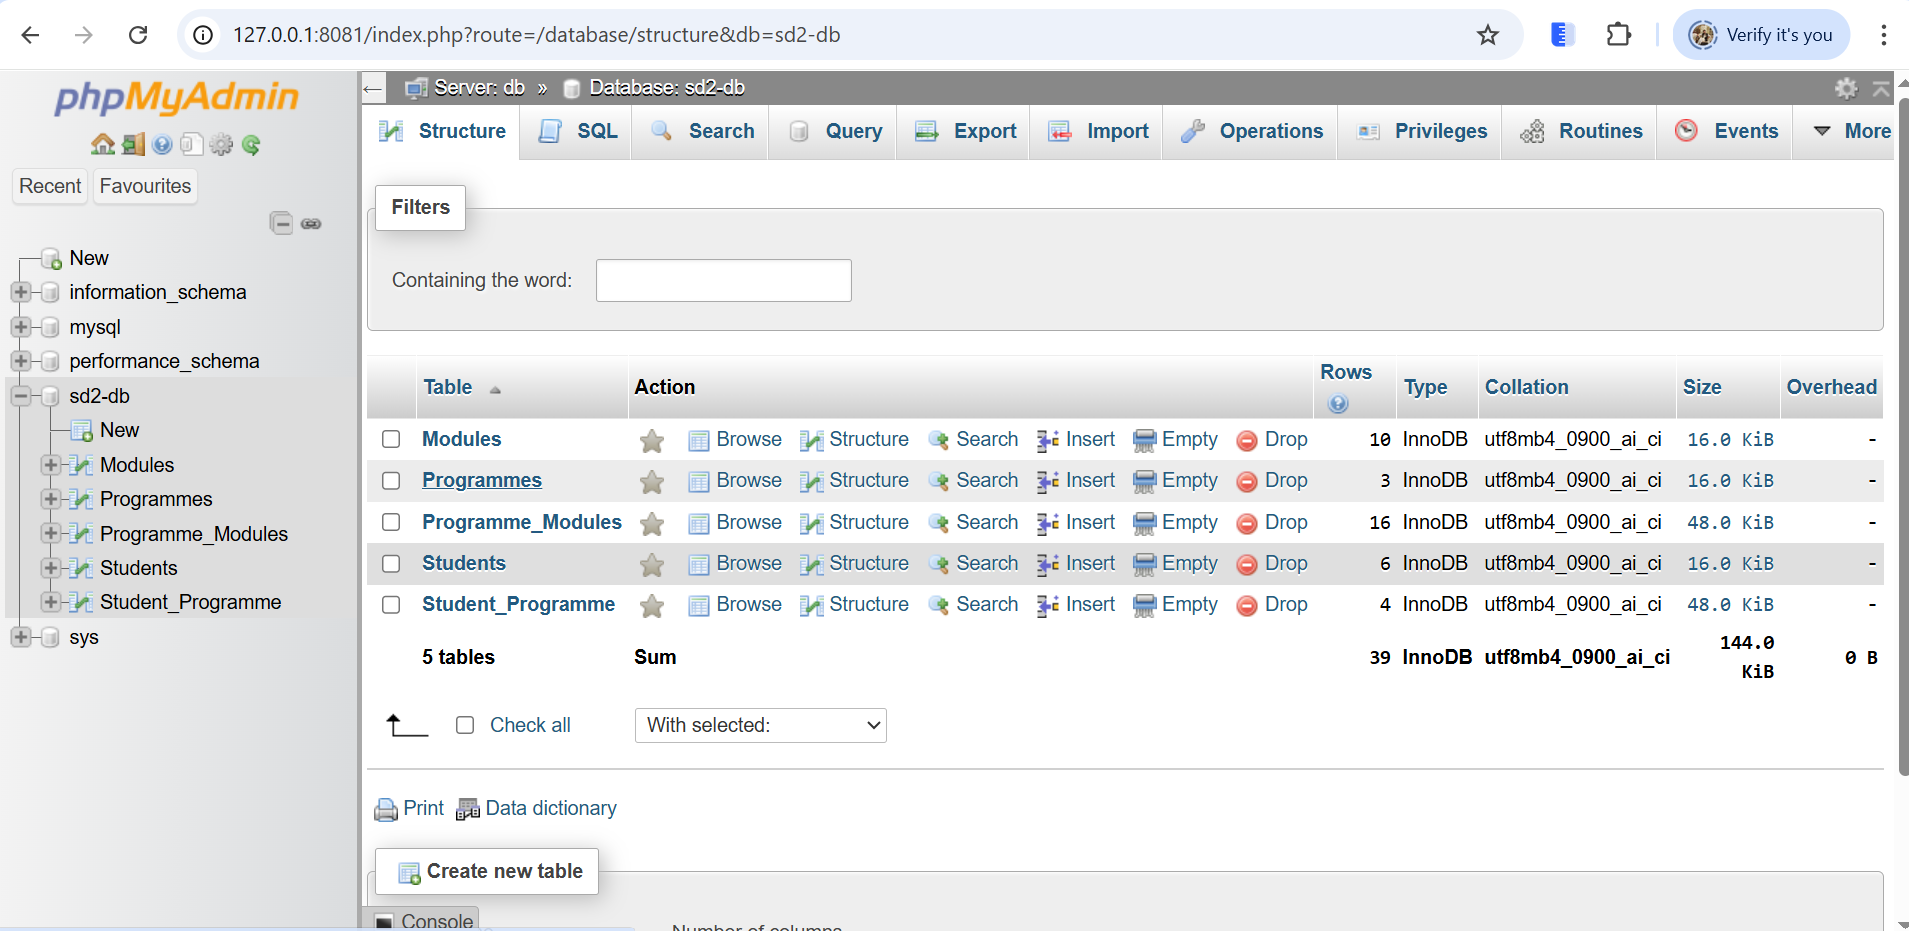 127.0.0.1:8081/index.php?route=/database/structure&db=sd2-db
Verify it's you
phpMyAdmin
Recent Favourites
New
information_schema
mysql
performance_schema
sd2-db
New
Modules
Programmes
Programme_Modules
Students
Student_Programme
sys
Server: db » Database: sd2-db
Structure SQL Search Query Export Import Operations Privileges Routines Events More
Filters
Containing the word:
Table Action Rows Type Collation Size Overhead
Modules Browse Structure Search Insert Empty Drop 10 InnoDB utf8mb4_0900_ai_ci 16.0 KiB -
Programmes Browse Structure Search Insert Empty Drop 3 InnoDB utf8mb4_0900_ai_ci 16.0 KiB -
Programme_Modules Browse Structure Search Insert Empty Drop 16 InnoDB utf8mb4_0900_ai_ci 48.0 KiB -
Students Browse Structure Search Insert Empty Drop 6 InnoDB utf8mb4_0900_ai_ci 16.0 KiB -
Student_Programme Browse Structure Search Insert Empty Drop 4 InnoDB utf8mb4_0900_ai_ci 48.0 KiB -
5 tables Sum 39 InnoDB utf8mb4_0900_ai_ci 144.0 KiB 0 B
Check all With selected:
Print Data dictionary
Create new table
Console
Number of columns